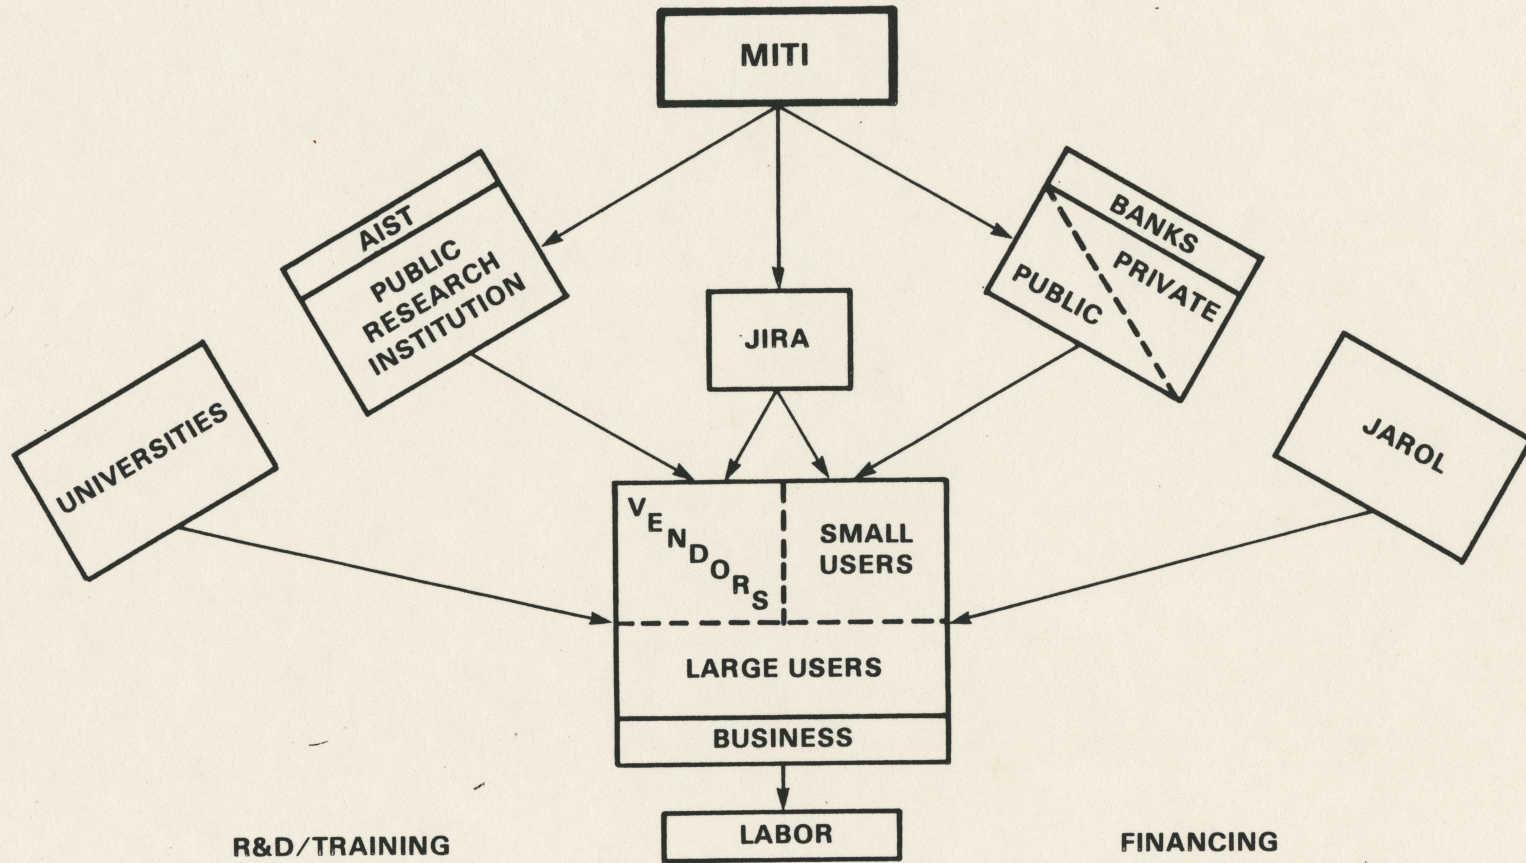 MITI
AIST
PUBLIC
RESEARCH
INSTITUTION
BANKS
PRIVATE
PUBLIC
JIRA
UNIVERSITIES
JAROL
VENDORS
SMALL
USERS
LARGE USERS
BUSINESS
LABOR
R&D/TRAINING
FINANCING